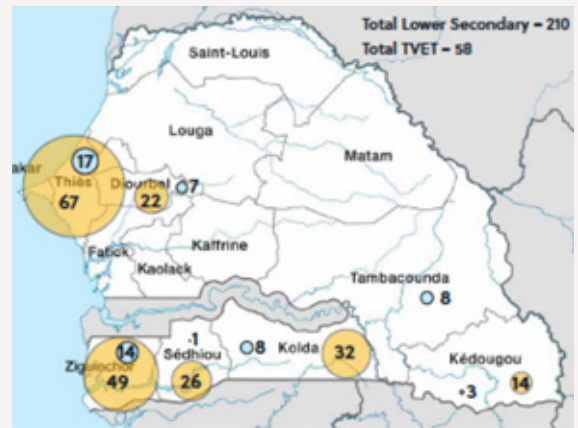 Total Lower Secondary – 210
Total TVET – 58
Saint-Louis
Louga
Matam
akar
17
Thiès
67
Diourbel
7
22
Fatick
Kaffrine
Kaolack
Tambacounda
8
1
14
Ziguinchor
49
Sédhiou
26
8
Kolda
32
Kédougou
14
3